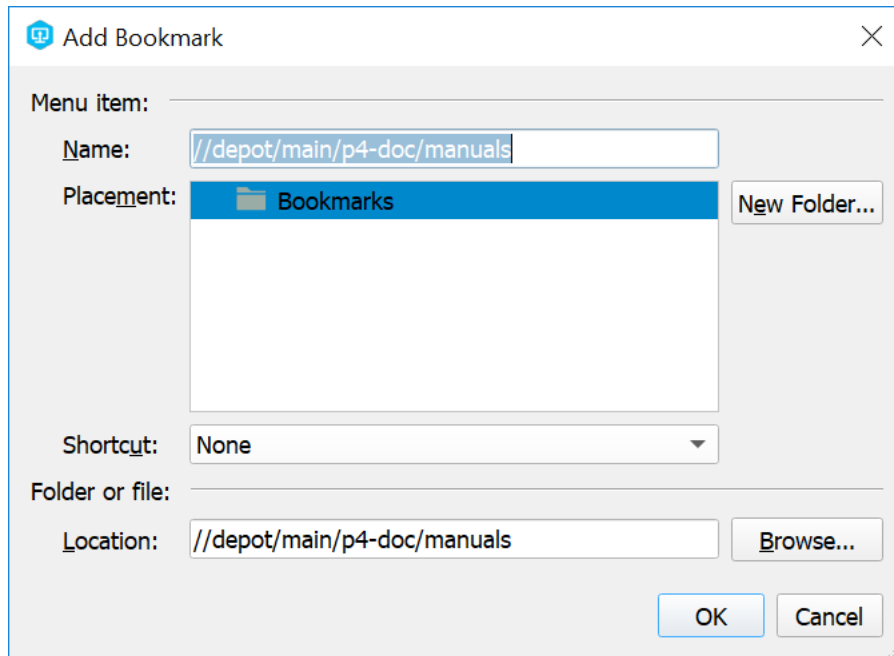 Add Bookmark
Menu item:
Name: //depot/main/p4-doc/manuals
Placement: Bookmarks New Folder...
Shortcut: None
Folder or file:
Location: //depot/main/p4-doc/manuals Browse...
OK Cancel